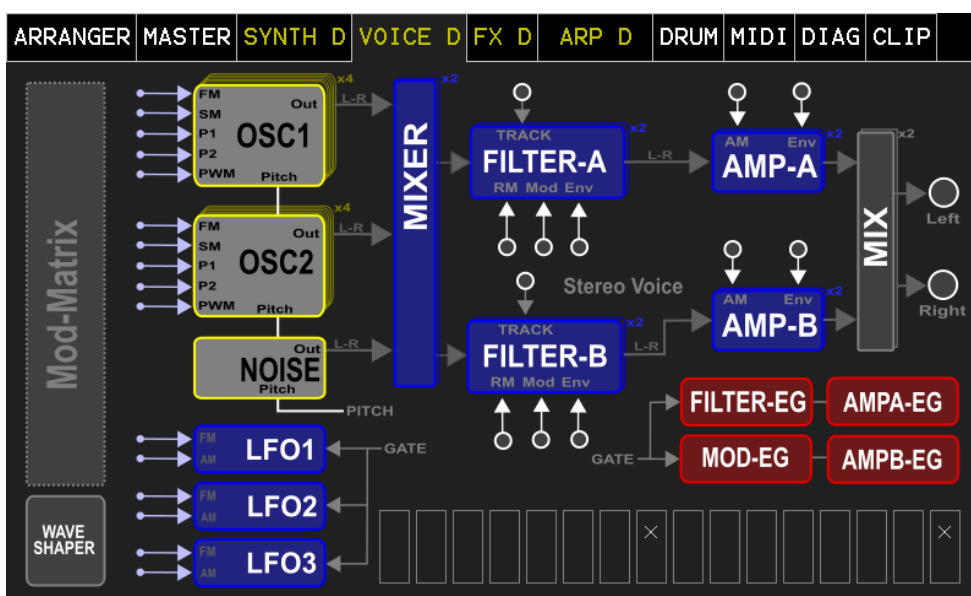 ARRANGER MASTER SYNTH D VOICE D FX D ARP D DRUM MIDI DIAG CLIP
Mod-Matrix
WAVE
SHAPER
x4
FM
SM
P1
P2
PWM
Out
OSC1
Pitch
L-R
x4
FM
SM
P1
P2
PWM
Out
OSC2
Pitch
L-R
Out
NOISE
Pitch
L-R
PITCH
FM
AM
LFO1
GATE
FM
AM
LFO2
FM
AM
LFO3
x2
MIXER
x2
TRACK
FILTER-A
RM Mod Env
L-R
Stereo Voice
x2
TRACK
FILTER-B
RM Mod Env
L-R
x2
AM Env
AMP-A
x2
AM Env
AMP-B
x2
MIX
Left
Right
GATE
FILTER-EG
AMPA-EG
MOD-EG
AMPB-EG